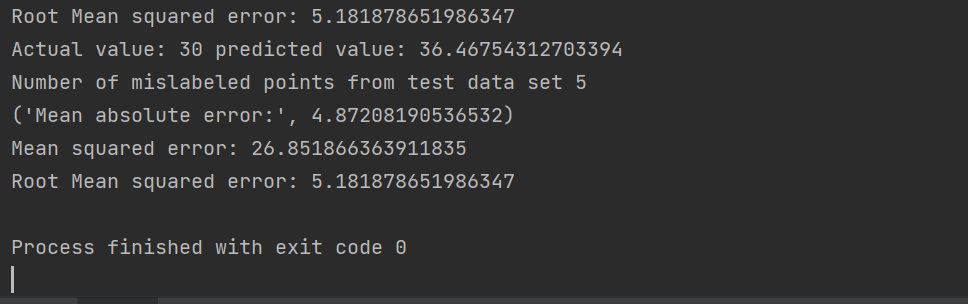 Root Mean squared error: 5.181878651986347
Actual value: 30 predicted value: 36.46754312703394
Number of mislabeled points from test data set 5
('Mean absolute error:', 4.87208190536532)
Mean squared error: 26.851866363911835
Root Mean squared error: 5.181878651986347
Process finished with exit code 0